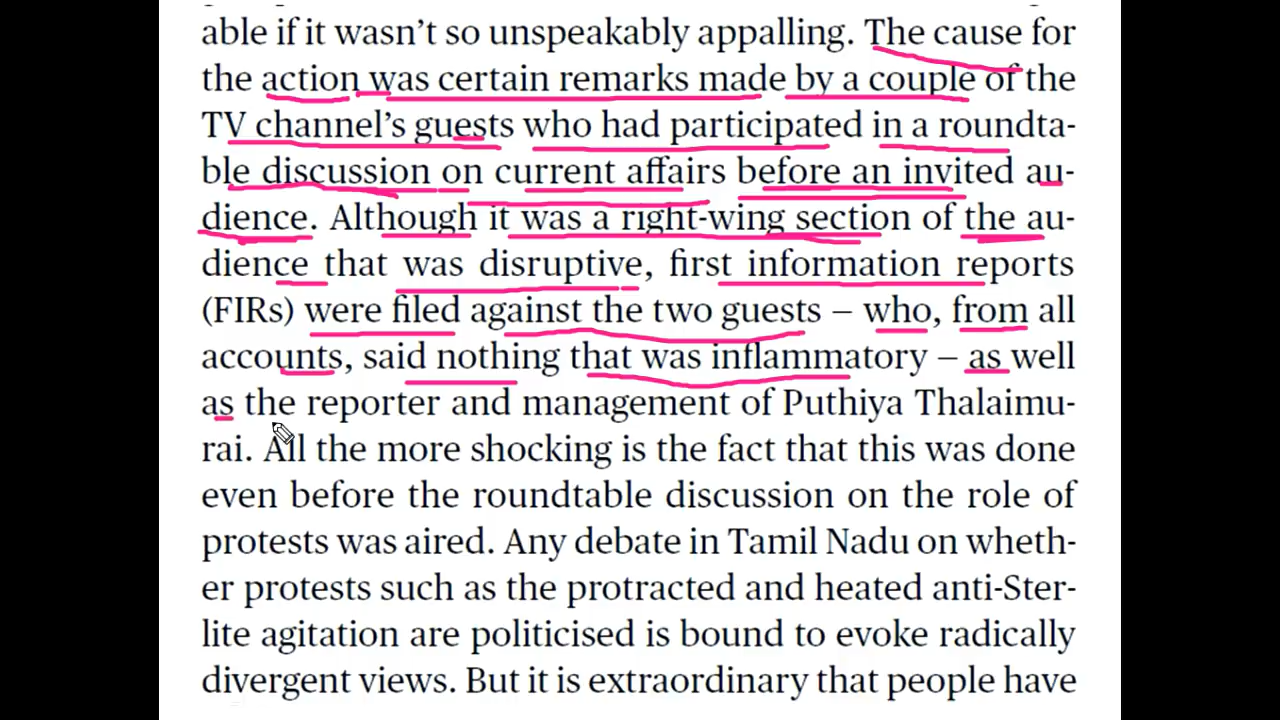 able if it wasn't so unspeakably appalling. The cause for
the action was certain remarks made by a couple of the
TV channel's guests who had participated in a roundta-
ble discussion on current affairs before an invited au-
dience. Although it was a right-wing section of the au-
dience that was disruptive, first information reports
(FIRs) were filed against the two guests – who, from all
accounts, said nothing that was inflammatory – as well
as the reporter and management of Puthiya Thalaimu-
rai. All the more shocking is the fact that this was done
even before the roundtable discussion on the role of
protests was aired. Any debate in Tamil Nadu on wheth-
er protests such as the protracted and heated anti-Ster-
lite agitation are politicised is bound to evoke radically
divergent views. But it is extraordinary that people have